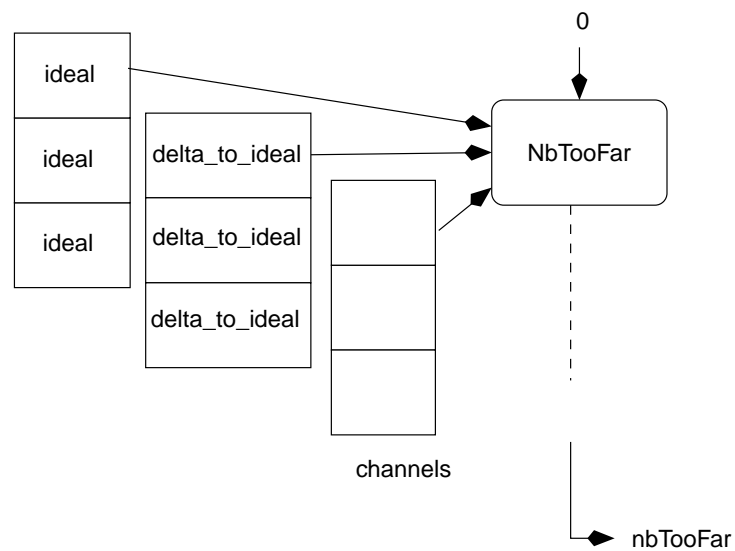 0
ideal
ideal
ideal
delta_to_ideal
delta_to_ideal
delta_to_ideal
NbTooFar
channels
nbTooFar